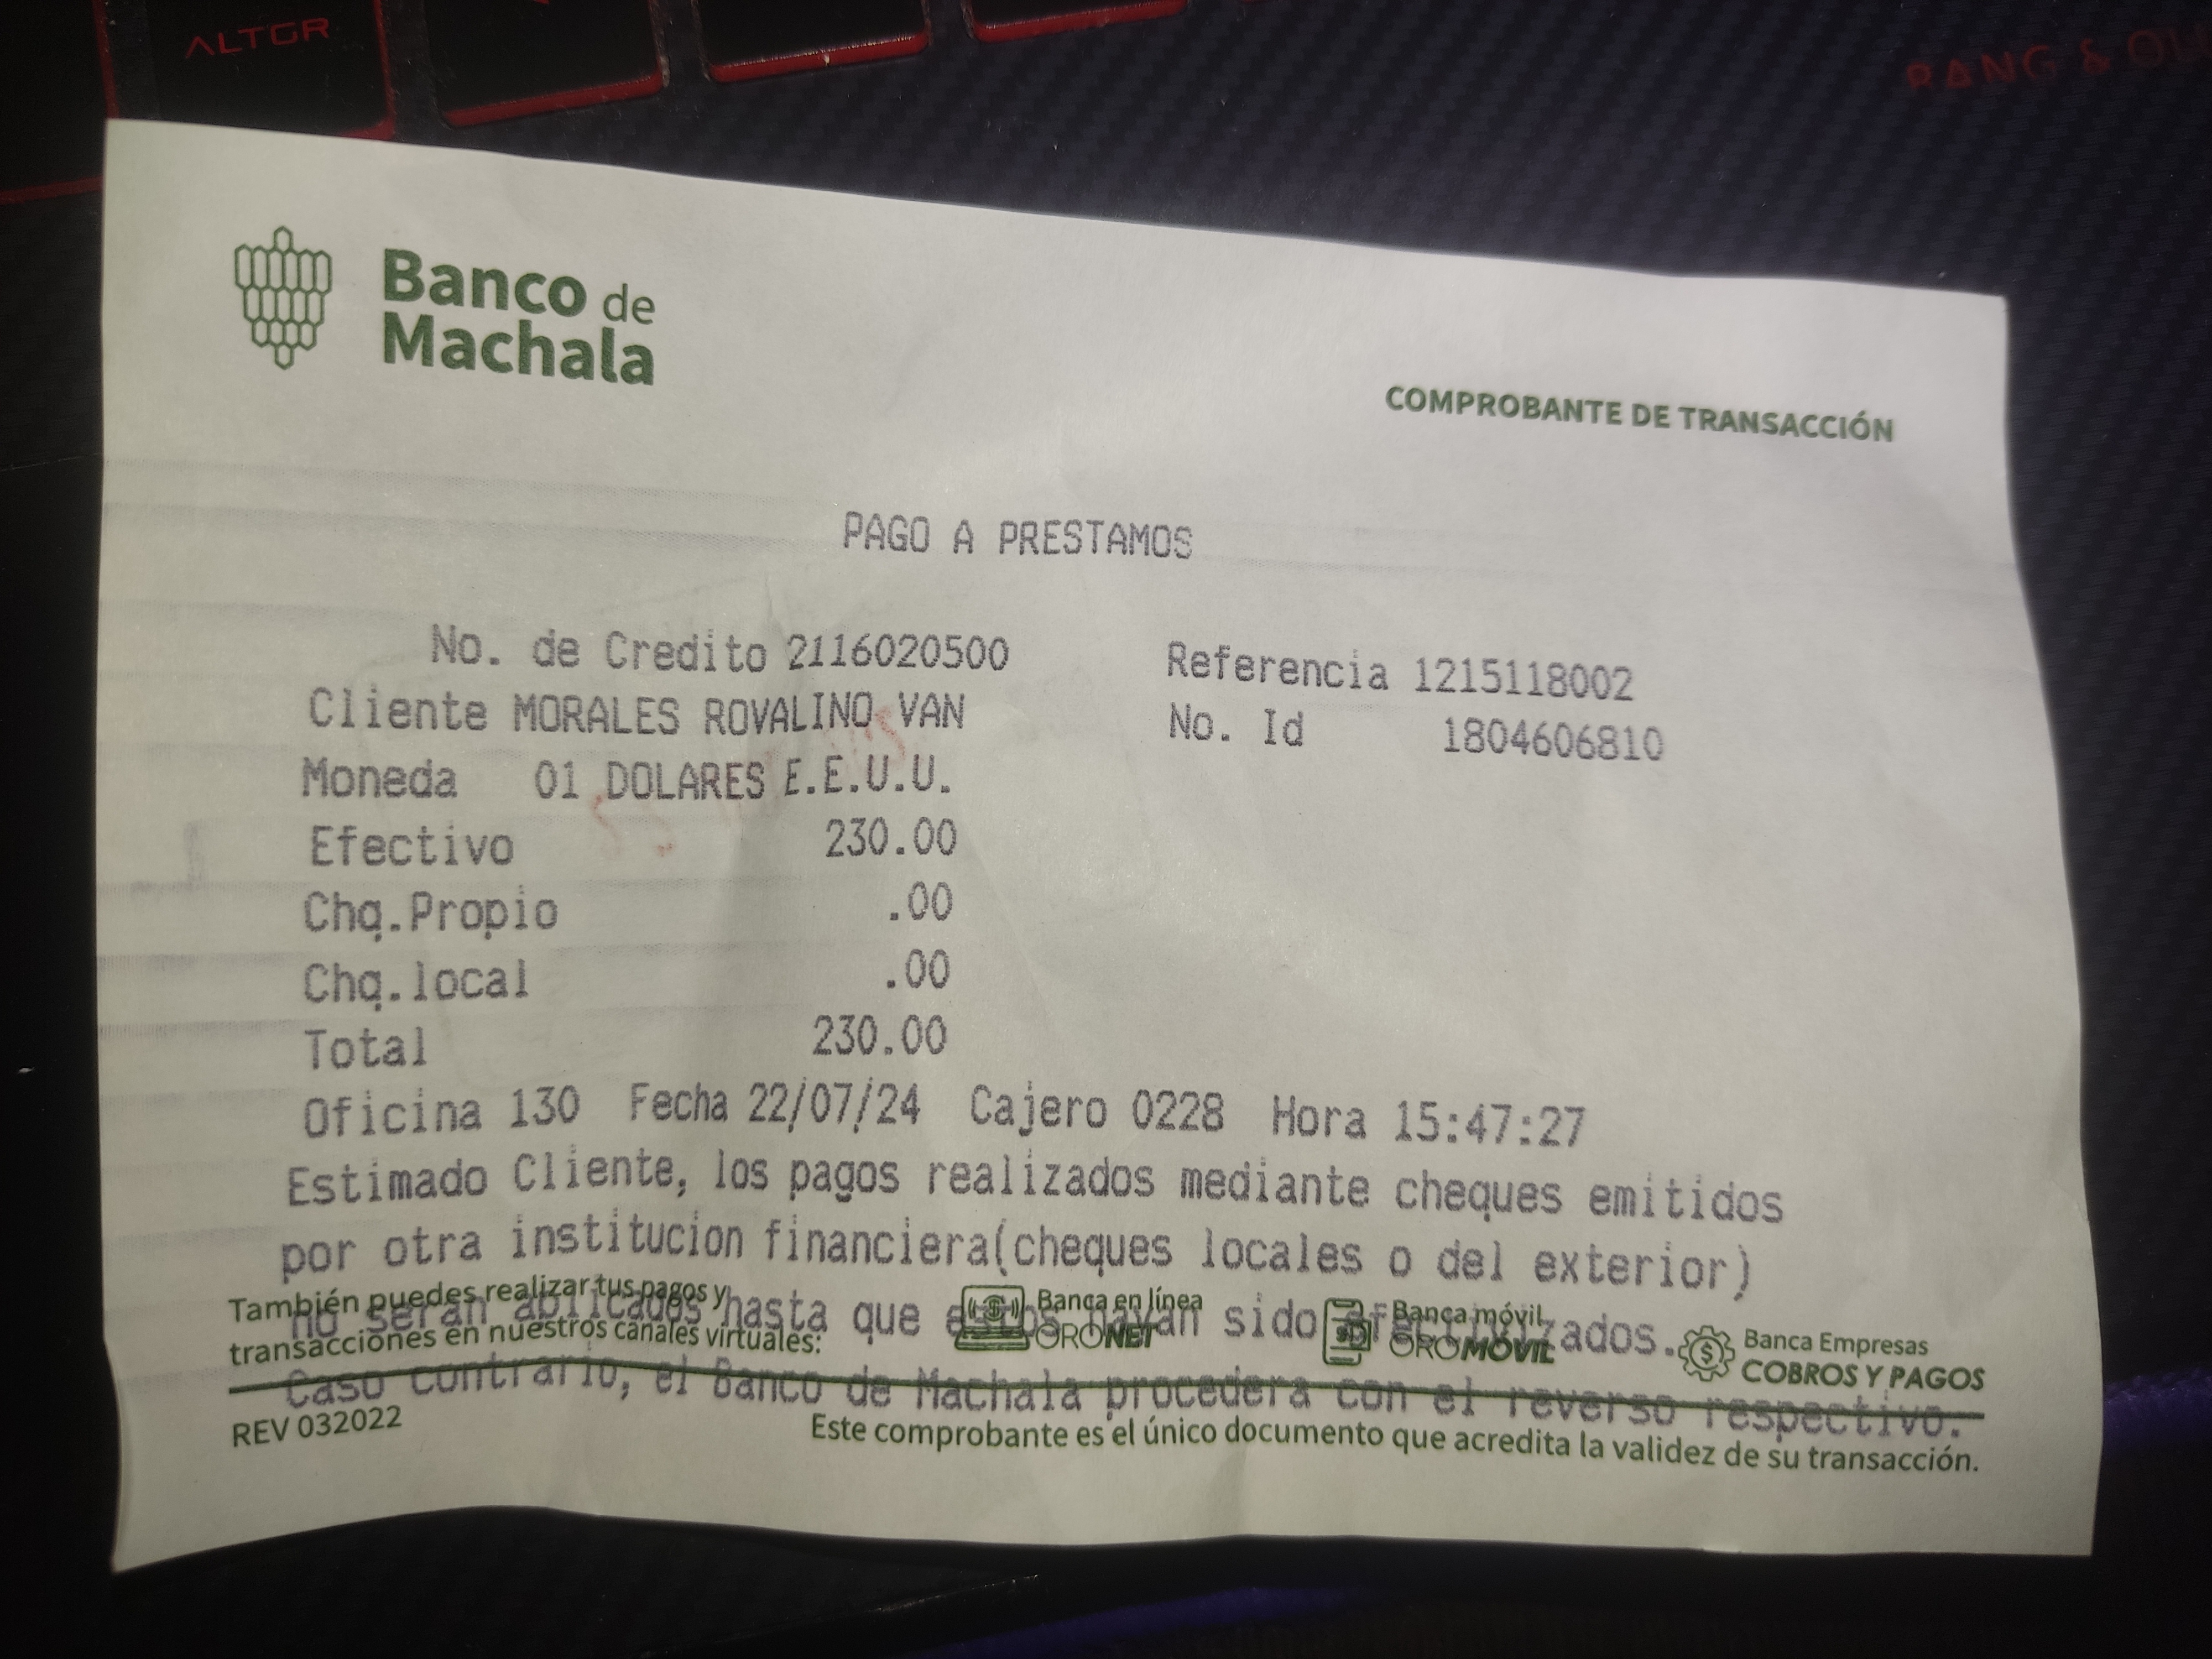 Banco de
Machala
COMPROBANTE DE TRANSACCIÓN
PAGO A PRESTAMOS
No. de Credito 2116020500 Referencia 1215118002
Cliente MORALES ROVALINO VAN No. Id 1804606810
Moneda 01 DOLARES E.E.U.U.
Efectivo 230.00
Chq.Propio .00
Chq.local .00
Total 230.00
Oficina 130 Fecha 22/07/24 Cajero 0228 Hora 15:47:27
Estimado Cliente, los pagos realizados mediante cheques emitidos
por otra institucion financiera(cheques locales o del exterior)
no seran ablicados hasta que estos hayan sido
Caso contrario, el Banco de Machala procedera con el reverso respectivo.
También puedes realizar tus pagos y
transacciones en nuestros canales virtuales:
Banca en línea
ORONET
Banca móvil
OROMÓVIL
Banca Empresas
COBROS Y PAGOS
REV 032022
Este comprobante es el único documento que acredita la validez de su transacción.
ALTGR